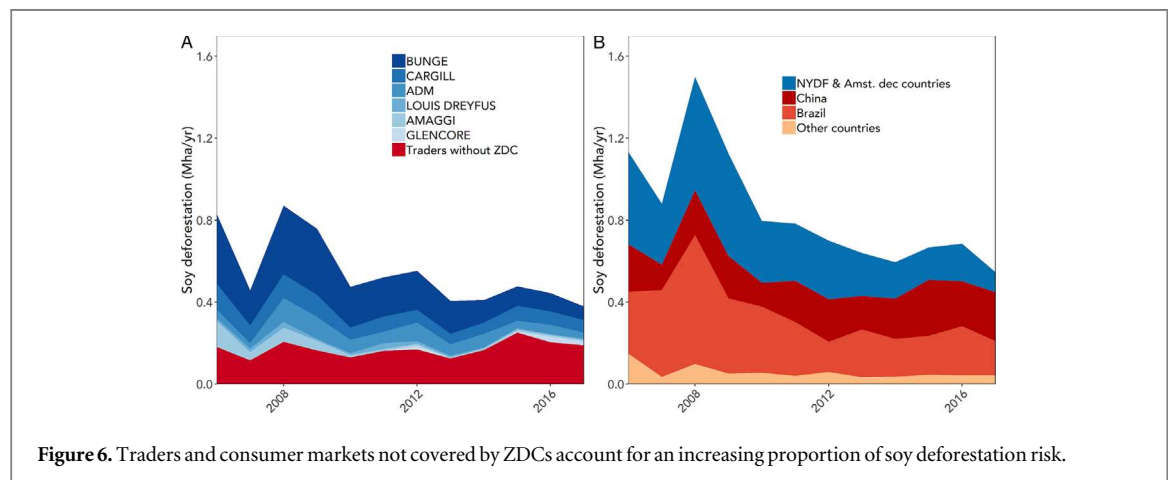 A
Soy deforestation (Mha/yr)
1.6
1.2
0.8
0.4
0.0
BUNGE
CARGILL
ADM
LOUIS DREYFUS
AMAGGI
GLENCORE
Traders without ZDC
2008
2012
2016
B
Soy deforestation (Mha/yr)
1.6
1.2
0.8
0.4
0.0
NYDF & Amst. dec countries
China
Brazil
Other countries
2008
2012
2016
Figure 6. Traders and consumer markets not covered by ZDCs account for an increasing proportion of soy deforestation risk.